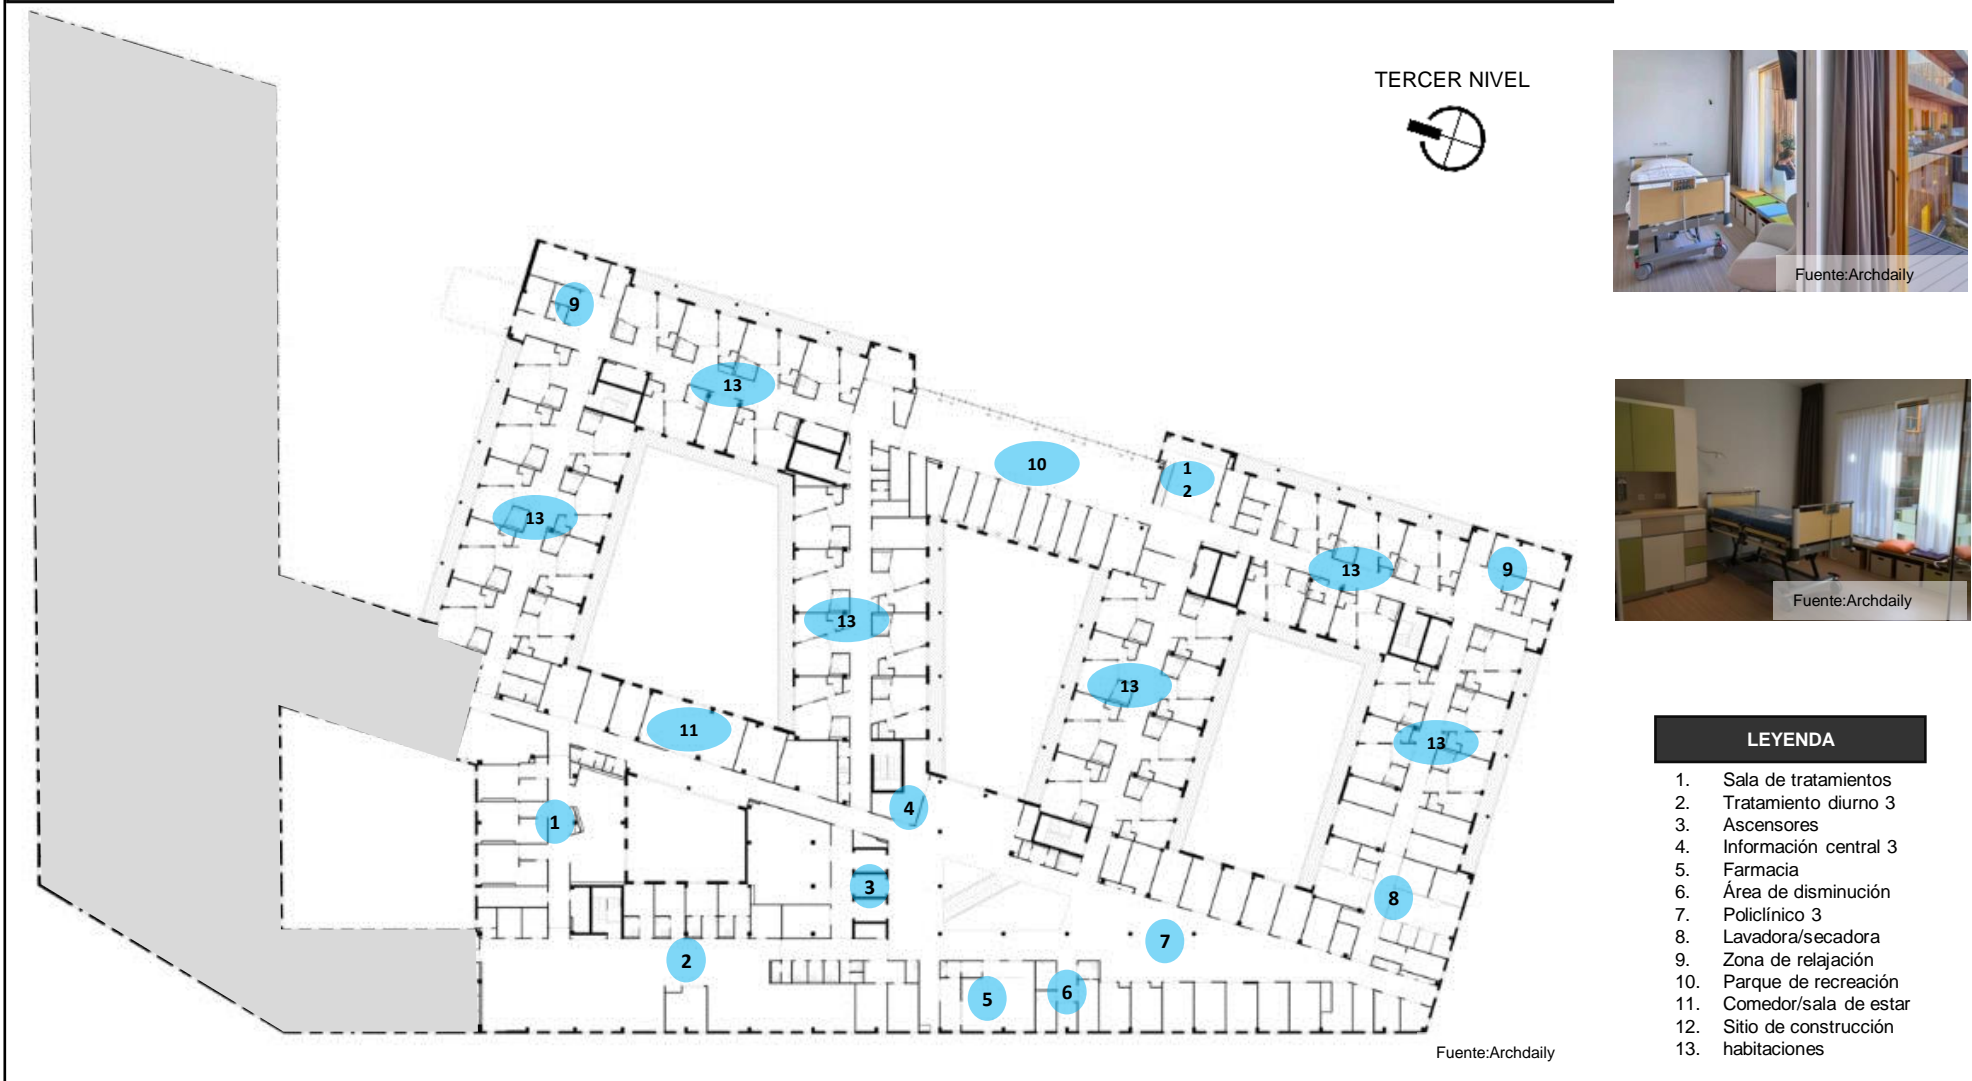 TERCER NIVEL
Fuente:Archdaily
9
13
10
1
2
13
13
9
13
Fuente:Archdaily
13
11
13
LEYENDA
1. Sala de tratamientos
2. Tratamiento diurno 3
3. Ascensores
4. Información central 3
5. Farmacia
6. Área de disminución
7. Policlínico 3
8. Lavadora/secadora
9. Zona de relajación
10. Parque de recreación
11. Comedor/sala de estar
12. Sitio de construcción
13. habitaciones
4
1
3
8
7
2
6
5
Fuente:Archdaily